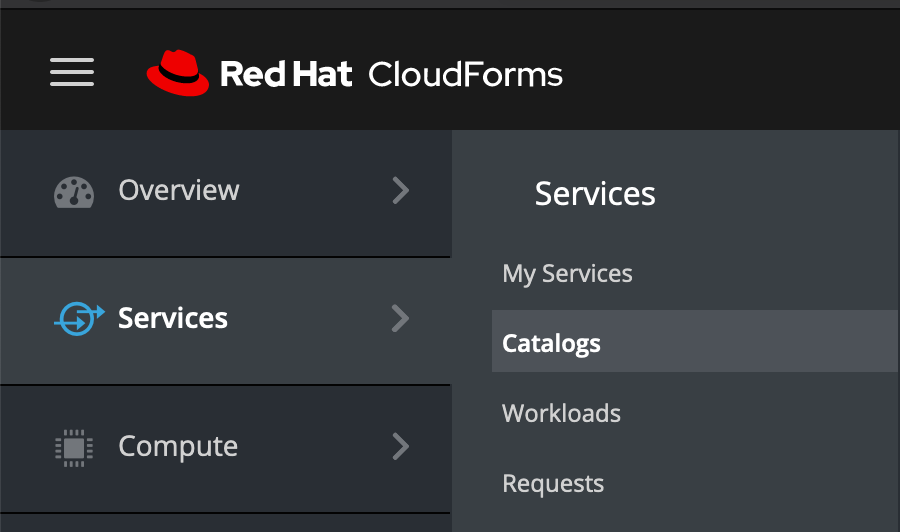 Red Hat CloudForms
Overview
Services
Compute
Services
My Services
Catalogs
Workloads
Requests